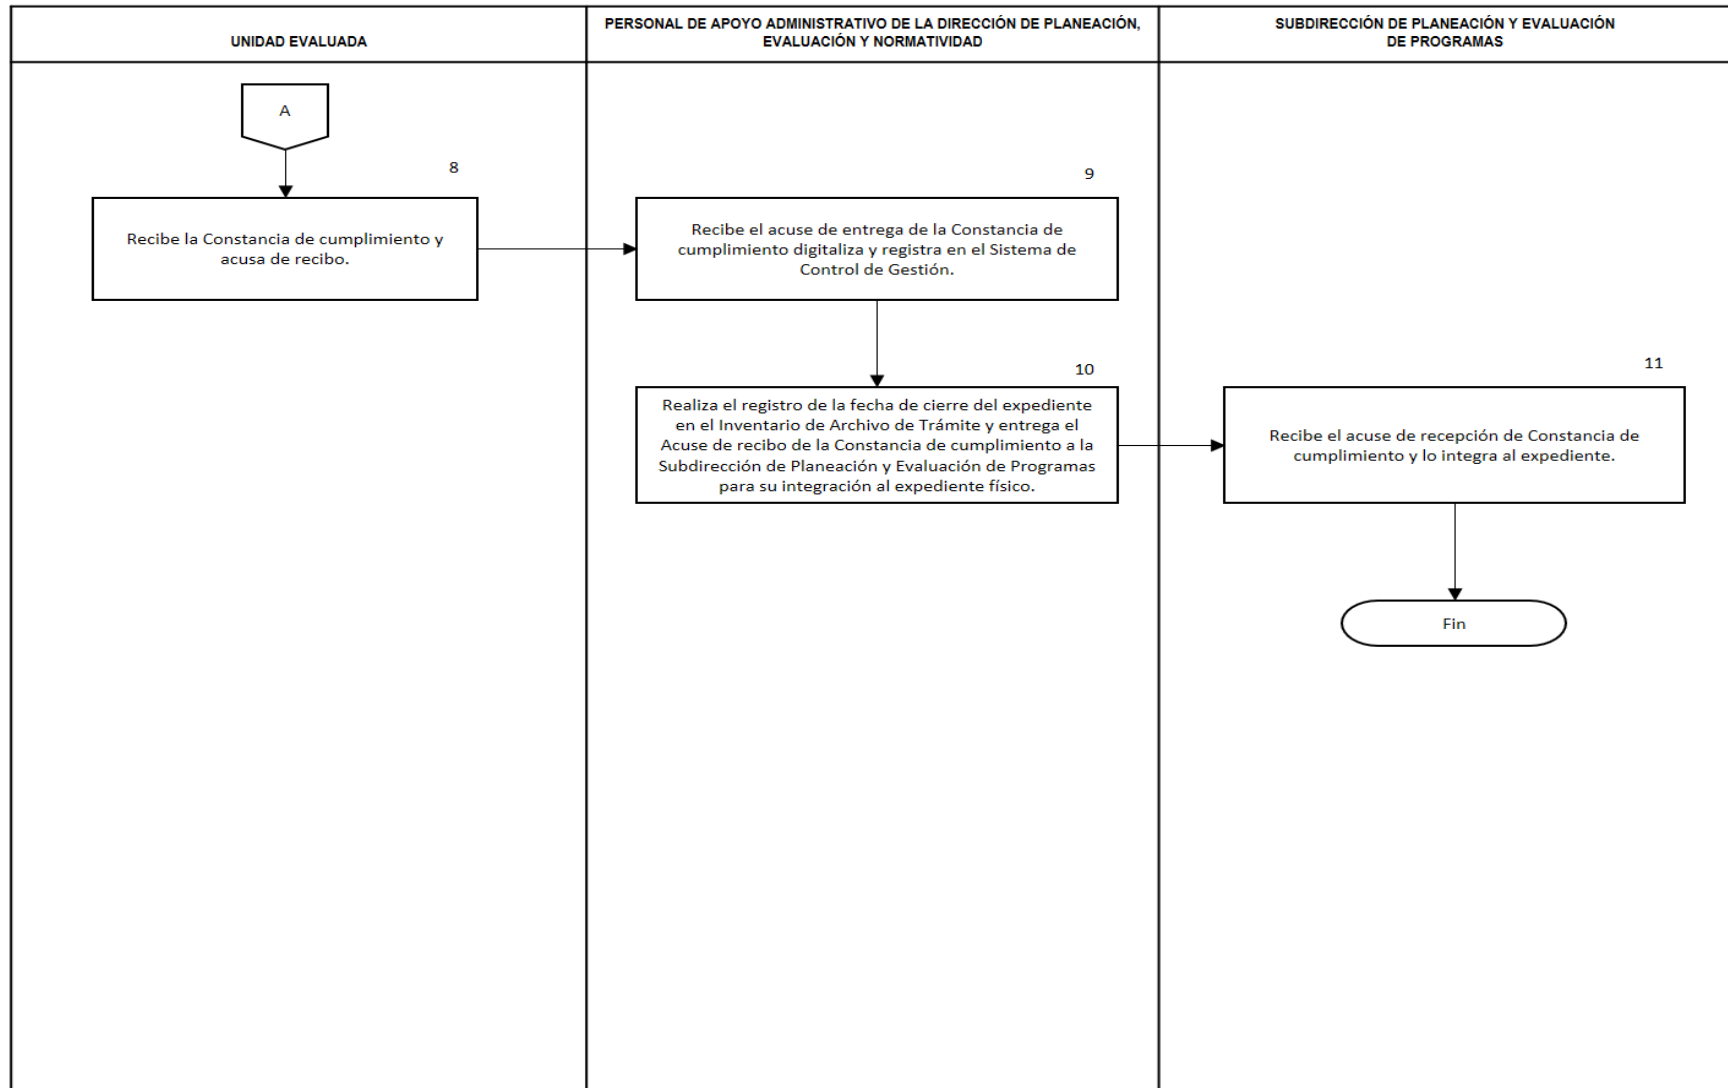 UNIDAD EVALUADA
PERSONAL DE APOYO ADMINISTRATIVO DE LA DIRECCIÓN DE PLANEACIÓN,
EVALUACIÓN Y NORMATIVIDAD
SUBDIRECCIÓN DE PLANEACIÓN Y EVALUACIÓN
DE PROGRAMAS
A
8
Recibe la Constancia de cumplimiento y
acusa de recibo.
9
Recibe el acuse de entrega de la Constancia de
cumplimiento digitaliza y registra en el Sistema de
Control de Gestión.
10
Realiza el registro de la fecha de cierre del expediente
en el Inventario de Archivo de Trámite y entrega el
Acuse de recibo de la Constancia de cumplimiento a la
Subdirección de Planeación y Evaluación de Programas
para su integración al expediente físico.
11
Recibe el acuse de recepción de Constancia de
cumplimiento y lo integra al expediente.
Fin